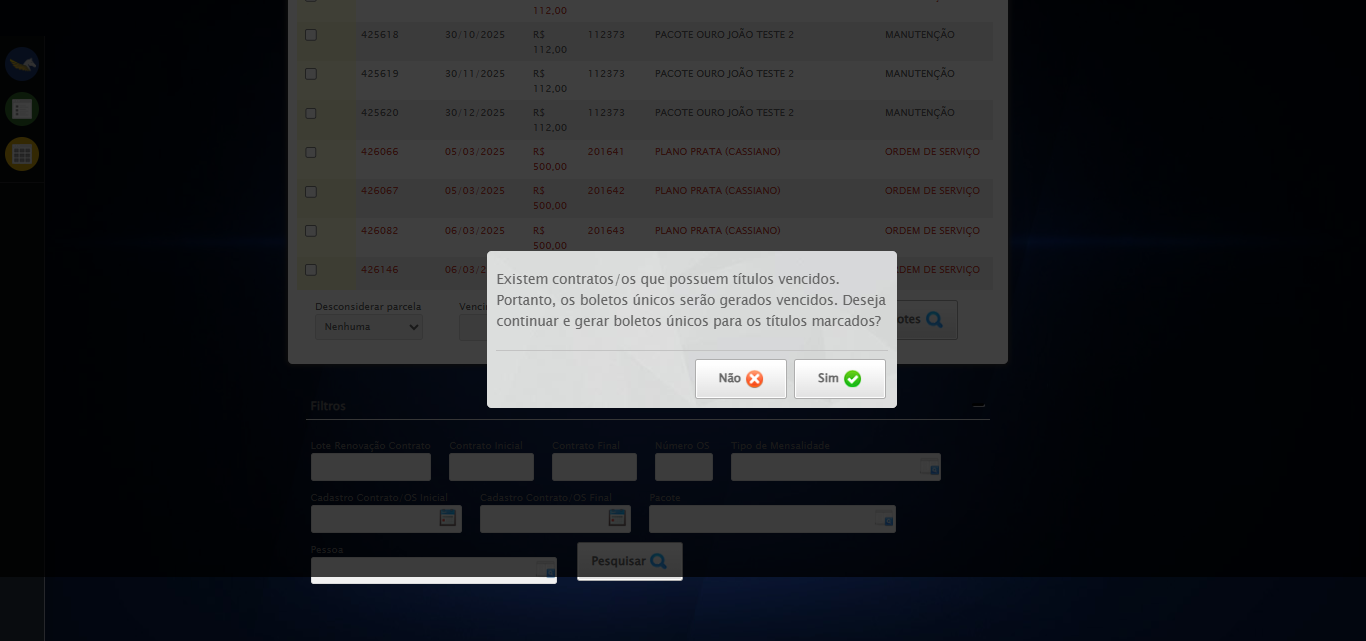 112,00
425618 30/10/2025 R$ 112373 PACOTE OURO JOÃO TESTE 2 MANUTENÇÃO
112,00
425619 30/11/2025 R$ 112373 PACOTE OURO JOÃO TESTE 2 MANUTENÇÃO
112,00
425620 30/12/2025 R$ 112373 PACOTE OURO JOÃO TESTE 2 MANUTENÇÃO
112,00
426066 05/03/2025 R$ 201641 PLANO PRATA (CASSIANO) ORDEM DE SERVIÇO
500,00
426067 05/03/2025 R$ 201642 PLANO PRATA (CASSIANO) ORDEM DE SERVIÇO
500,00
426082 06/03/2025 R$ 201643 PLANO PRATA (CASSIANO) ORDEM DE SERVIÇO
500,00
426146 06/03/2 DEM DE SERVIÇO
Existem contratos/os que possuem títulos vencidos.
Portanto, os boletos únicos serão gerados vencidos. Deseja
continuar e gerar boletos únicos para os títulos marcados?
Não Sim
Desconsiderar parcela Venci
Nenhuma otes
Filtros
Lote Renovação Contrato Contrato Inicial Contrato Final Número OS Tipo de Mensalidade
Cadastro Contrato/OS Inicial Cadastro Contrato/OS Final Pacote
Pessoa
Pesquisar